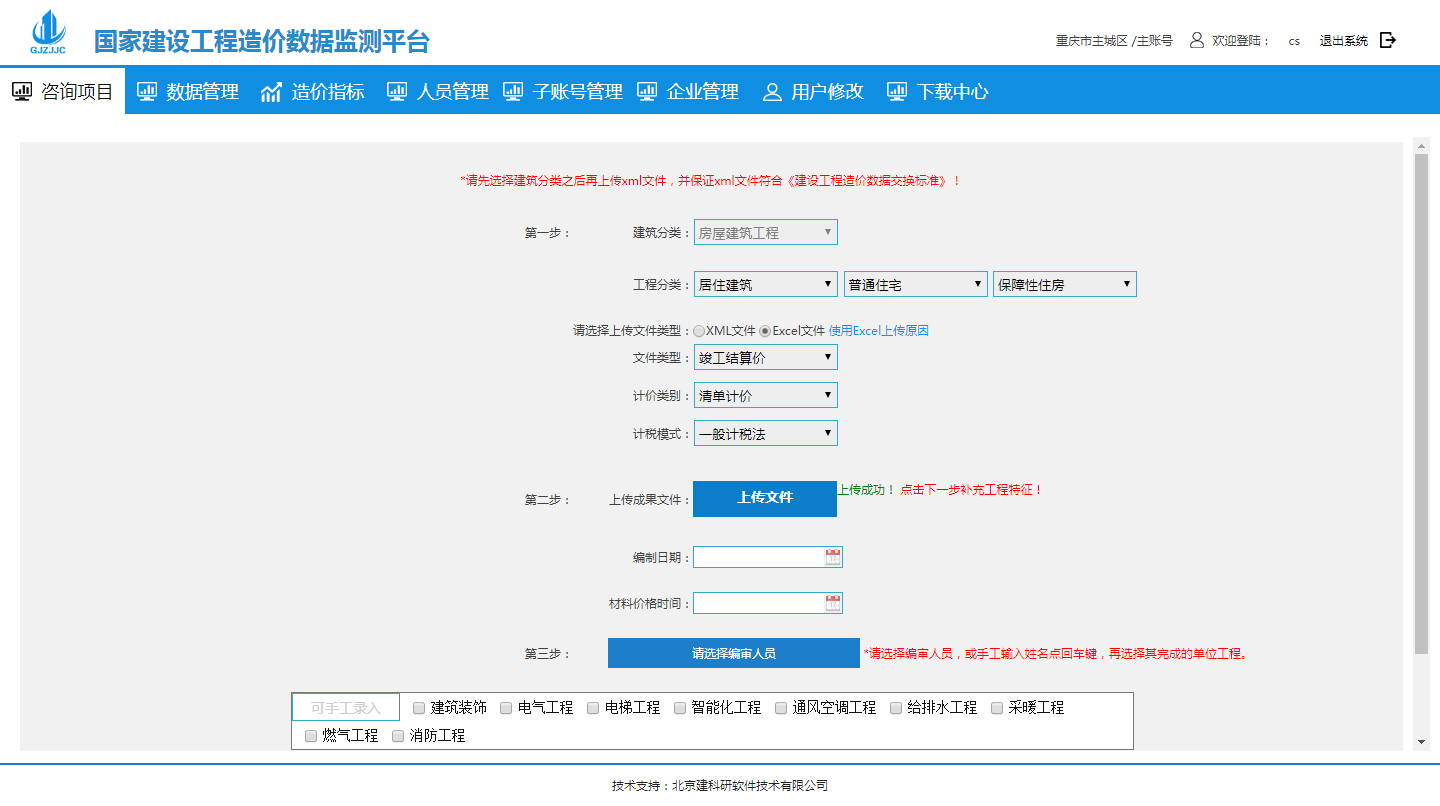 GJZJJC
国家建设工程造价数据监测平台
重庆市主城区 /主账号 欢迎登陆： cs 退出系统
咨询项目 数据管理 造价指标 人员管理 子账号管理 企业管理 用户修改 下载中心
*请先选择建筑分类之后再上传xml文件，并保证xml文件符合《建设工程造价数据交换标准》！
第一步： 建筑分类： 房屋建筑工程
工程分类： 居住建筑 普通住宅 保障性住房
请选择上传文件类型： XML文件 Excel文件 使用Excel上传原因
文件类型： 竣工结算价
计价类别： 清单计价
计税模式： 一般计税法
第二步： 上传成果文件： 上传文件 上传成功！ 点击下一步补充工程特征！
编制日期：
材料价格时间：
第三步： 请选择编审人员 *请选择编审人员，或手工输入姓名点回车键，再选择其完成的单位工程。
可手工录入 建筑装饰 电气工程 电梯工程 智能化工程 通风空调工程 给排水工程 采暖工程
燃气工程 消防工程
技术支持：北京建科研软件技术有限公司